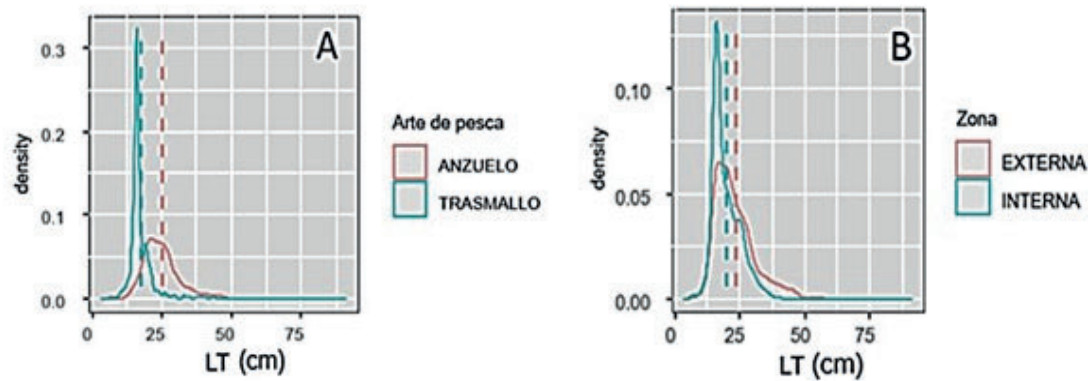 A
0.3
0.2
0.1
0.0
density
0 25 50 75
LT (cm)
Arte de pesca
ANZUELO
TRASMALLO
B
0.10
0.05
0.00
density
0 25 50 75
LT (cm)
Zona
EXTERNA
INTERNA